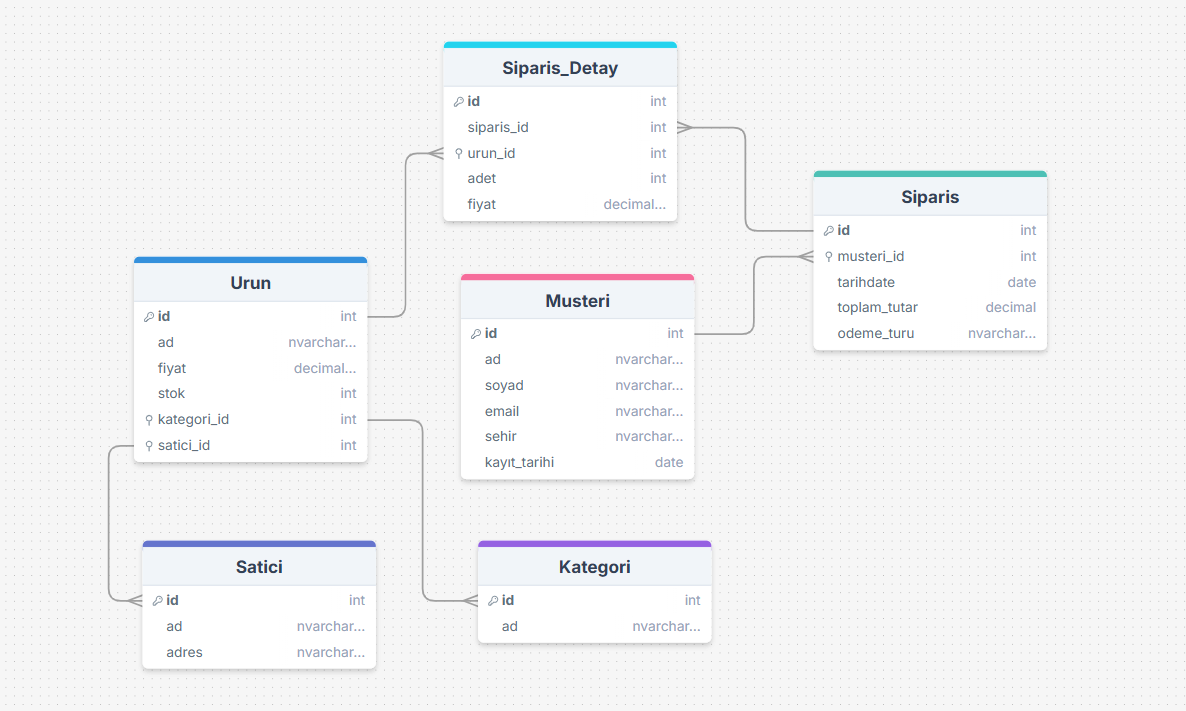 Siparis_Detay
id int
siparis_id int
urun_id int
adet int
fiyat decimal...
Siparis
id int
musteri_id int
tarihdate date
toplam_tutar decimal
odeme_turu nvarchar...
Urun
id int
ad nvarchar...
fiyat decimal...
stok int
kategori_id int
satici_id int
Musteri
id int
ad nvarchar...
soyad nvarchar...
email nvarchar...
sehir nvarchar...
kayıt_tarihi date
Satici
id int
ad nvarchar...
adres nvarchar...
Kategori
id int
ad nvarchar...